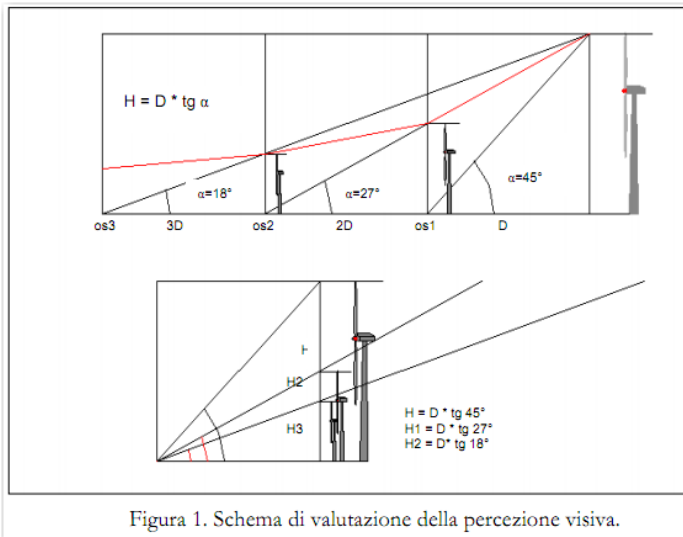 H = D * tg α
α=18°
α=27°
α=45°
os3
3D
os2
2D
os1
D
H
H2
H3
H = D * tg 45°
H1 = D * tg 27°
H2 = D* tg 18°
Figura 1. Schema di valutazione della percezione visiva.